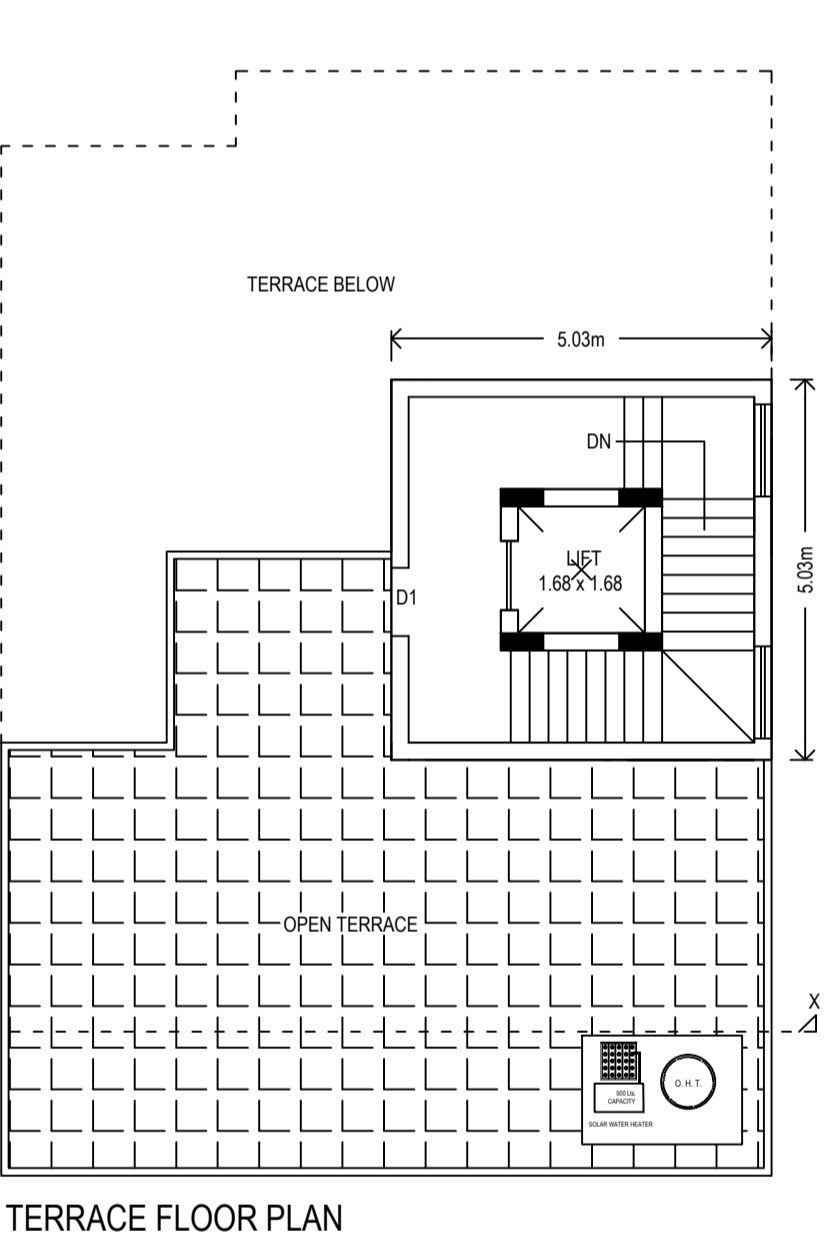 TERRACE BELOW
5.03m
DN
5.03m
LIFT
1.68 x 1.68
D1
OPEN TERRACE
X
500 Lts.
CAPACITY
O. H. T.
SOLAR WATER HEATER
TERRACE FLOOR PLAN